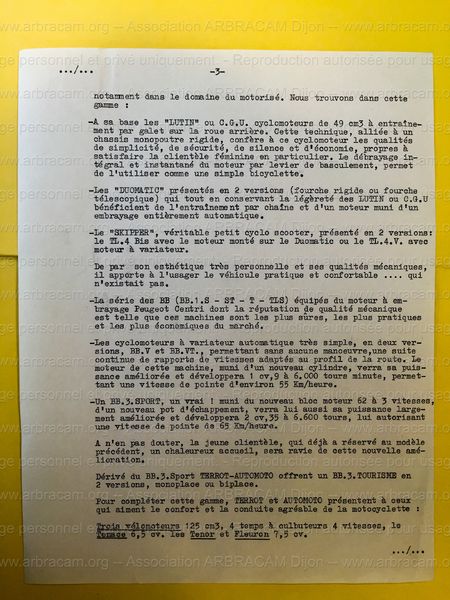 .../...
-3-
notamment dans le domaine du motorisé. Nous trouvons dans cette
gamme :
-A sa base les "LUTIN" ou C.G.U. cyclomoteurs de 49 cm3 à entraîne-
ment par galet sur la roue arrière. Cette technique, alliée à un
chassis monopoutre rigide, confère à ce cyclomoteur les qualités
de simplicité, de sécurité, de silence et d'économie, propres à
satisfaire la clientèle féminine en particulier. Le débrayage in-
tégral et instantané du moteur par levier de basculement, permet
de l'utiliser comme une simple bicyclette.
-Les "DUOMATIC" présentés en 2 versions (fourche rigide ou fourche
télescopique) qui tout en conservant la légèreté des LUTIN ou C.G.U
bénéficient de l'entraînement par chaîne et d'un moteur muni d'un
embrayage entièrement automatique.
-Le "SKIPPER", véritable petit cyclo scooter, présenté en 2 versions:
le TL.4 Bis avec le moteur monté sur le Duomatic ou le TL.4.V. avec
moteur à variateur.
De par son esthétique très personnelle et ses qualités mécaniques,
il apporte à l'usager le véhicule pratique et confortable .... qui
n'existait pas.
-La série des BB (BB.1.S - ST - T - TLS) équipés du moteur à em-
brayage Peugeot Centri dont la réputation de qualité mécanique
est telle que ces machines sont les plus sûres, les plus pratiques
et les plus économiques du marché.
-Les cyclomoteurs à variateur automatique très simple, en deux ver-
sions, BB.V et BB.VT., permettant sans aucune manoeuvre, une suite
continue de rapports de vitesses adaptés au profil de la route. Le
moteur de cette machine, muni d'un nouveau cylindre, verra sa puis-
sance améliorée et développera 1 cv,9 à 6.000 tours minute, permet-
tant une vitesse de pointe d'environ 55 Km/heure.
-Un BB.3.SPORT, un vrai ! muni du nouveau bloc moteur 62 à 3 vitesses,
d'un nouveau pot d'échappement, verra lui aussi sa puissance large-
ment améliorée et développera 2 cv,35 à 6.600 tours, lui autorisant
une vitesse de pointe de 65 Km/heure.
A n'en pas douter, la jeune clientèle, qui déjà a réservé au modèle
précédent, un chaleureux accueil, sera ravie de cette nouvelle amé-
lioration.
Dérivé du BB.3.Sport TERROT-AUTOMOTO offrent un BB.3.TOURISME en
2 versions, monoplace ou biplace.
Pour compléter cette gamme, TERROT et AUTOMOTO présentent à ceux
qui aiment le confort et la conduite agréable de la motocyclette :
Trois vélomoteurs 125 cm3, 4 temps à culbuteurs 4 vitesses, le
Tenace 6,5 cv. les Tenor et Fleuron 7,5 cv.
.../...
www.arbracam.org -- Association ARBRACAM Dijon -- www.arbracam.org